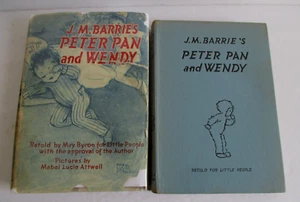 J.M. BARRIE'S
PETER PAN
and WENDY
Retold by May Byron for Little People
with the approval of the Author
Pictures by
Mabel Lucie Attwell
J.M. BARRIE'S
PETER PAN
and WENDY
RETOLD FOR LITTLE PEOPLE